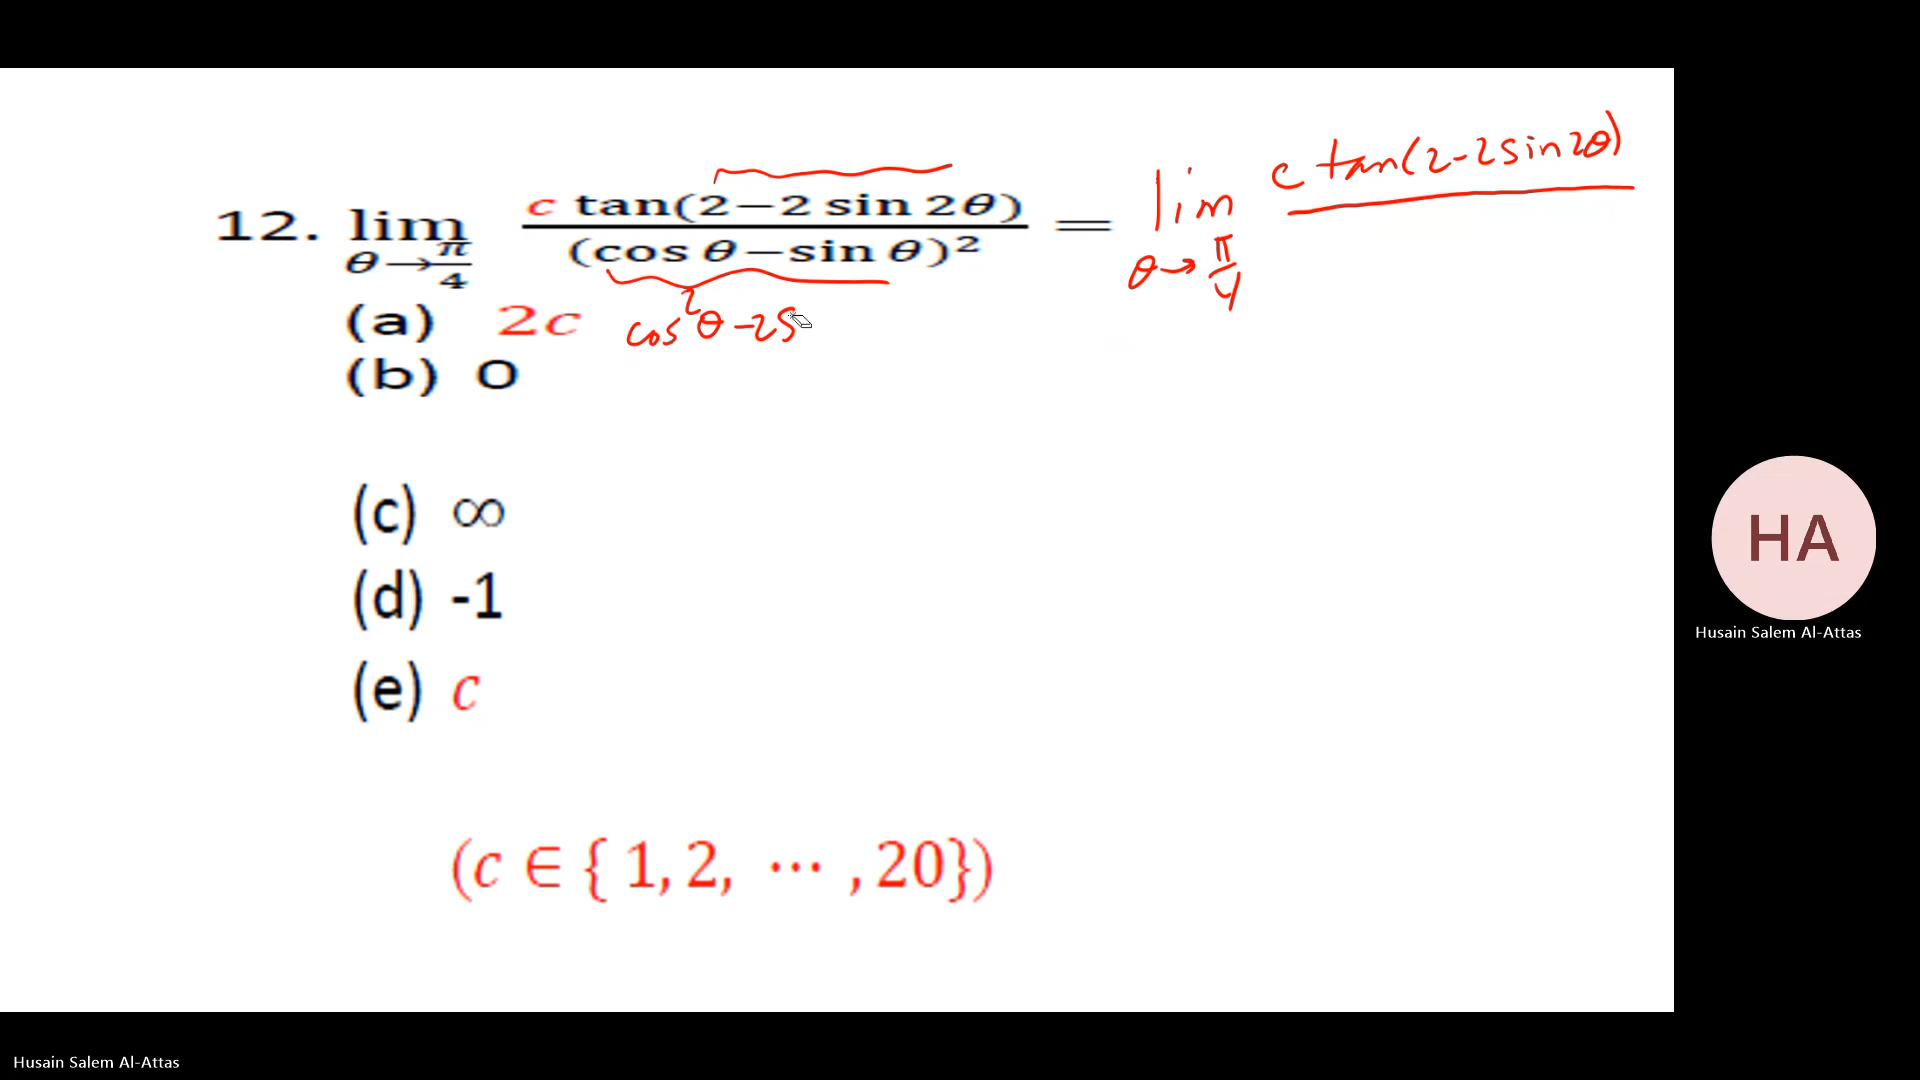 12. lim θ→π/4 c tan(2−2 sin 2θ) / (cos θ−sin θ)² = lim θ→π/4 c tan(2-2sin2θ)
(a) 2c cos²θ-2S
(b) 0
(c) ∞
(d) -1
(e) c
(c ∈ { 1, 2, ⋯ , 20})
HA
Husain Salem Al-Attas
Husain Salem Al-Attas